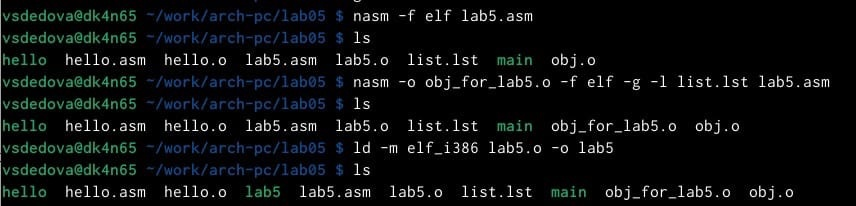 vsdedova@dk4n65 ~/work/arch-pc/lab05 $ nasm -f elf lab5.asm
vsdedova@dk4n65 ~/work/arch-pc/lab05 $ ls
hello hello.asm hello.o lab5.asm lab5.o list.lst main obj.o
vsdedova@dk4n65 ~/work/arch-pc/lab05 $ nasm -o obj_for_lab5.o -f elf -g -l list.lst lab5.asm
vsdedova@dk4n65 ~/work/arch-pc/lab05 $ ls
hello hello.asm hello.o lab5.asm lab5.o list.lst main obj_for_lab5.o obj.o
vsdedova@dk4n65 ~/work/arch-pc/lab05 $ ld -m elf_i386 lab5.o -o lab5
vsdedova@dk4n65 ~/work/arch-pc/lab05 $ ls
hello hello.asm hello.o lab5 lab5.asm lab5.o list.lst main obj_for_lab5.o obj.o